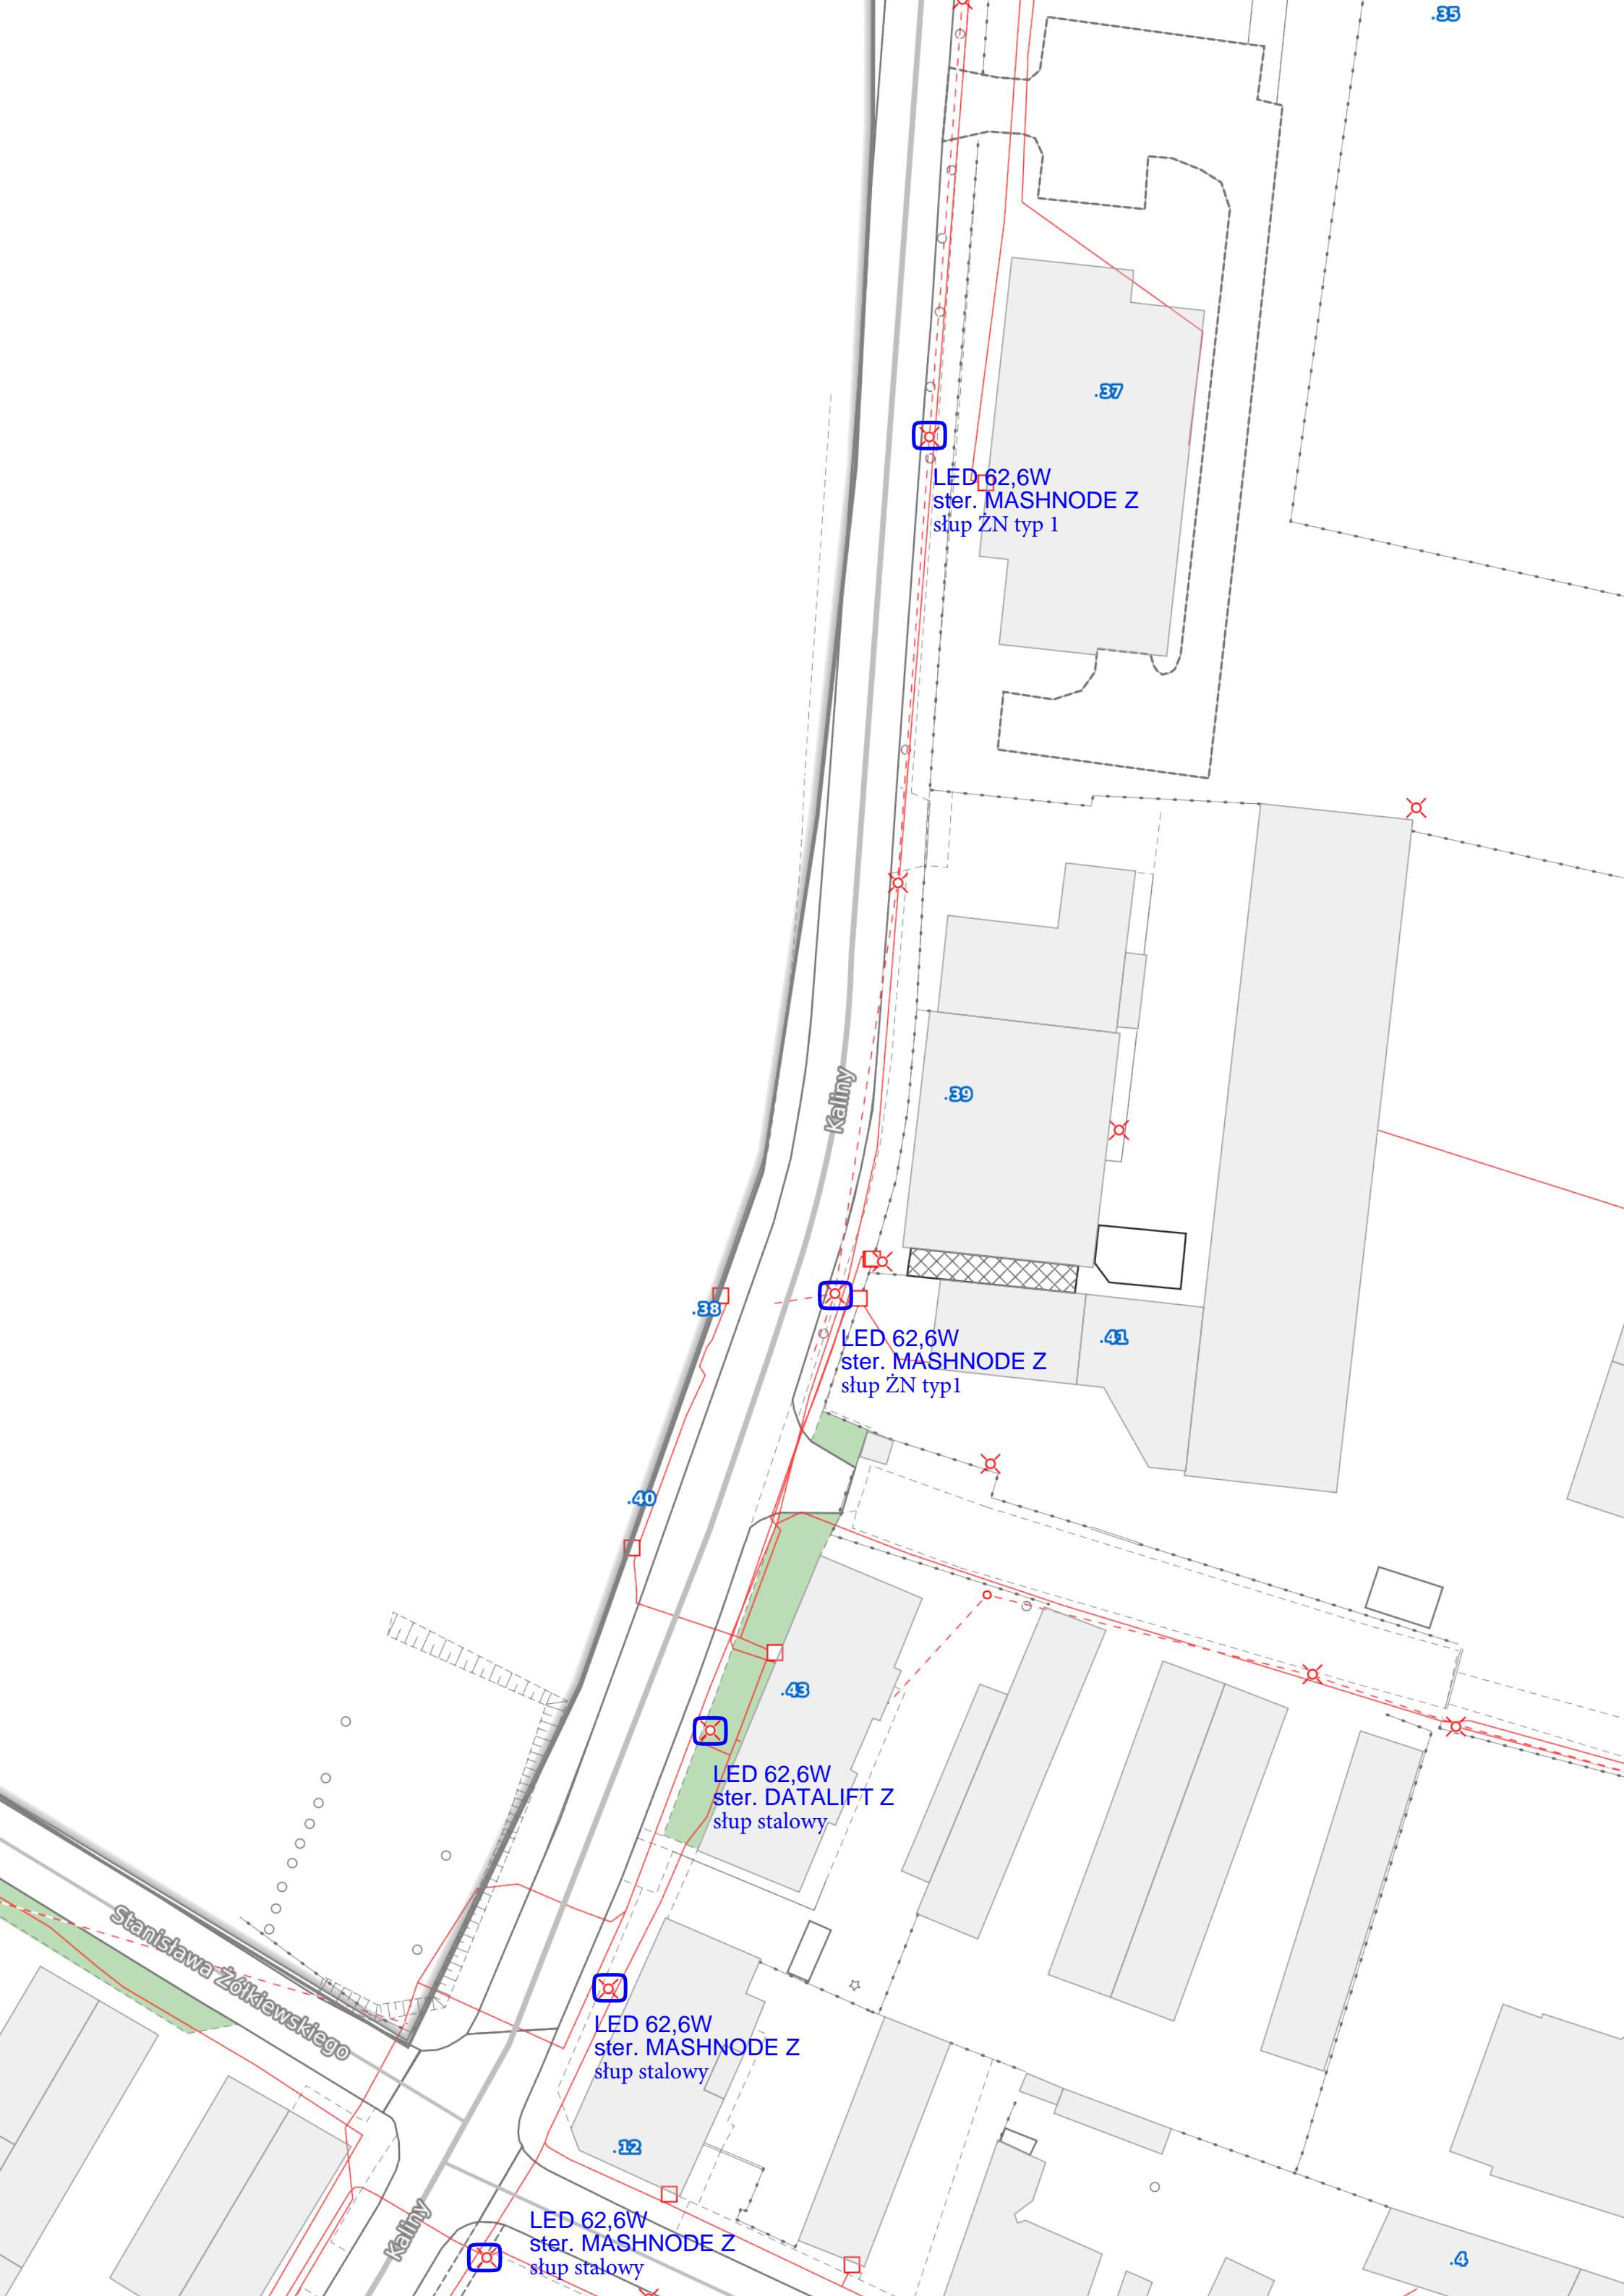 .35
.37
LED 62,6W
ster. MASHNODE Z
słup ŻN typ 1
Kaliny
.39
.38
.41
LED 62,6W
ster. MASHNODE Z
słup ŻN typ1
.40
.43
LED 62,6W
ster. DATALIFT Z
słup stalowy
Stanisława Żółkiewskiego
LED 62,6W
ster. MASHNODE Z
słup stalowy
.12
Kaliny
LED 62,6W
ster. MASHNODE Z
słup stalowy
.4